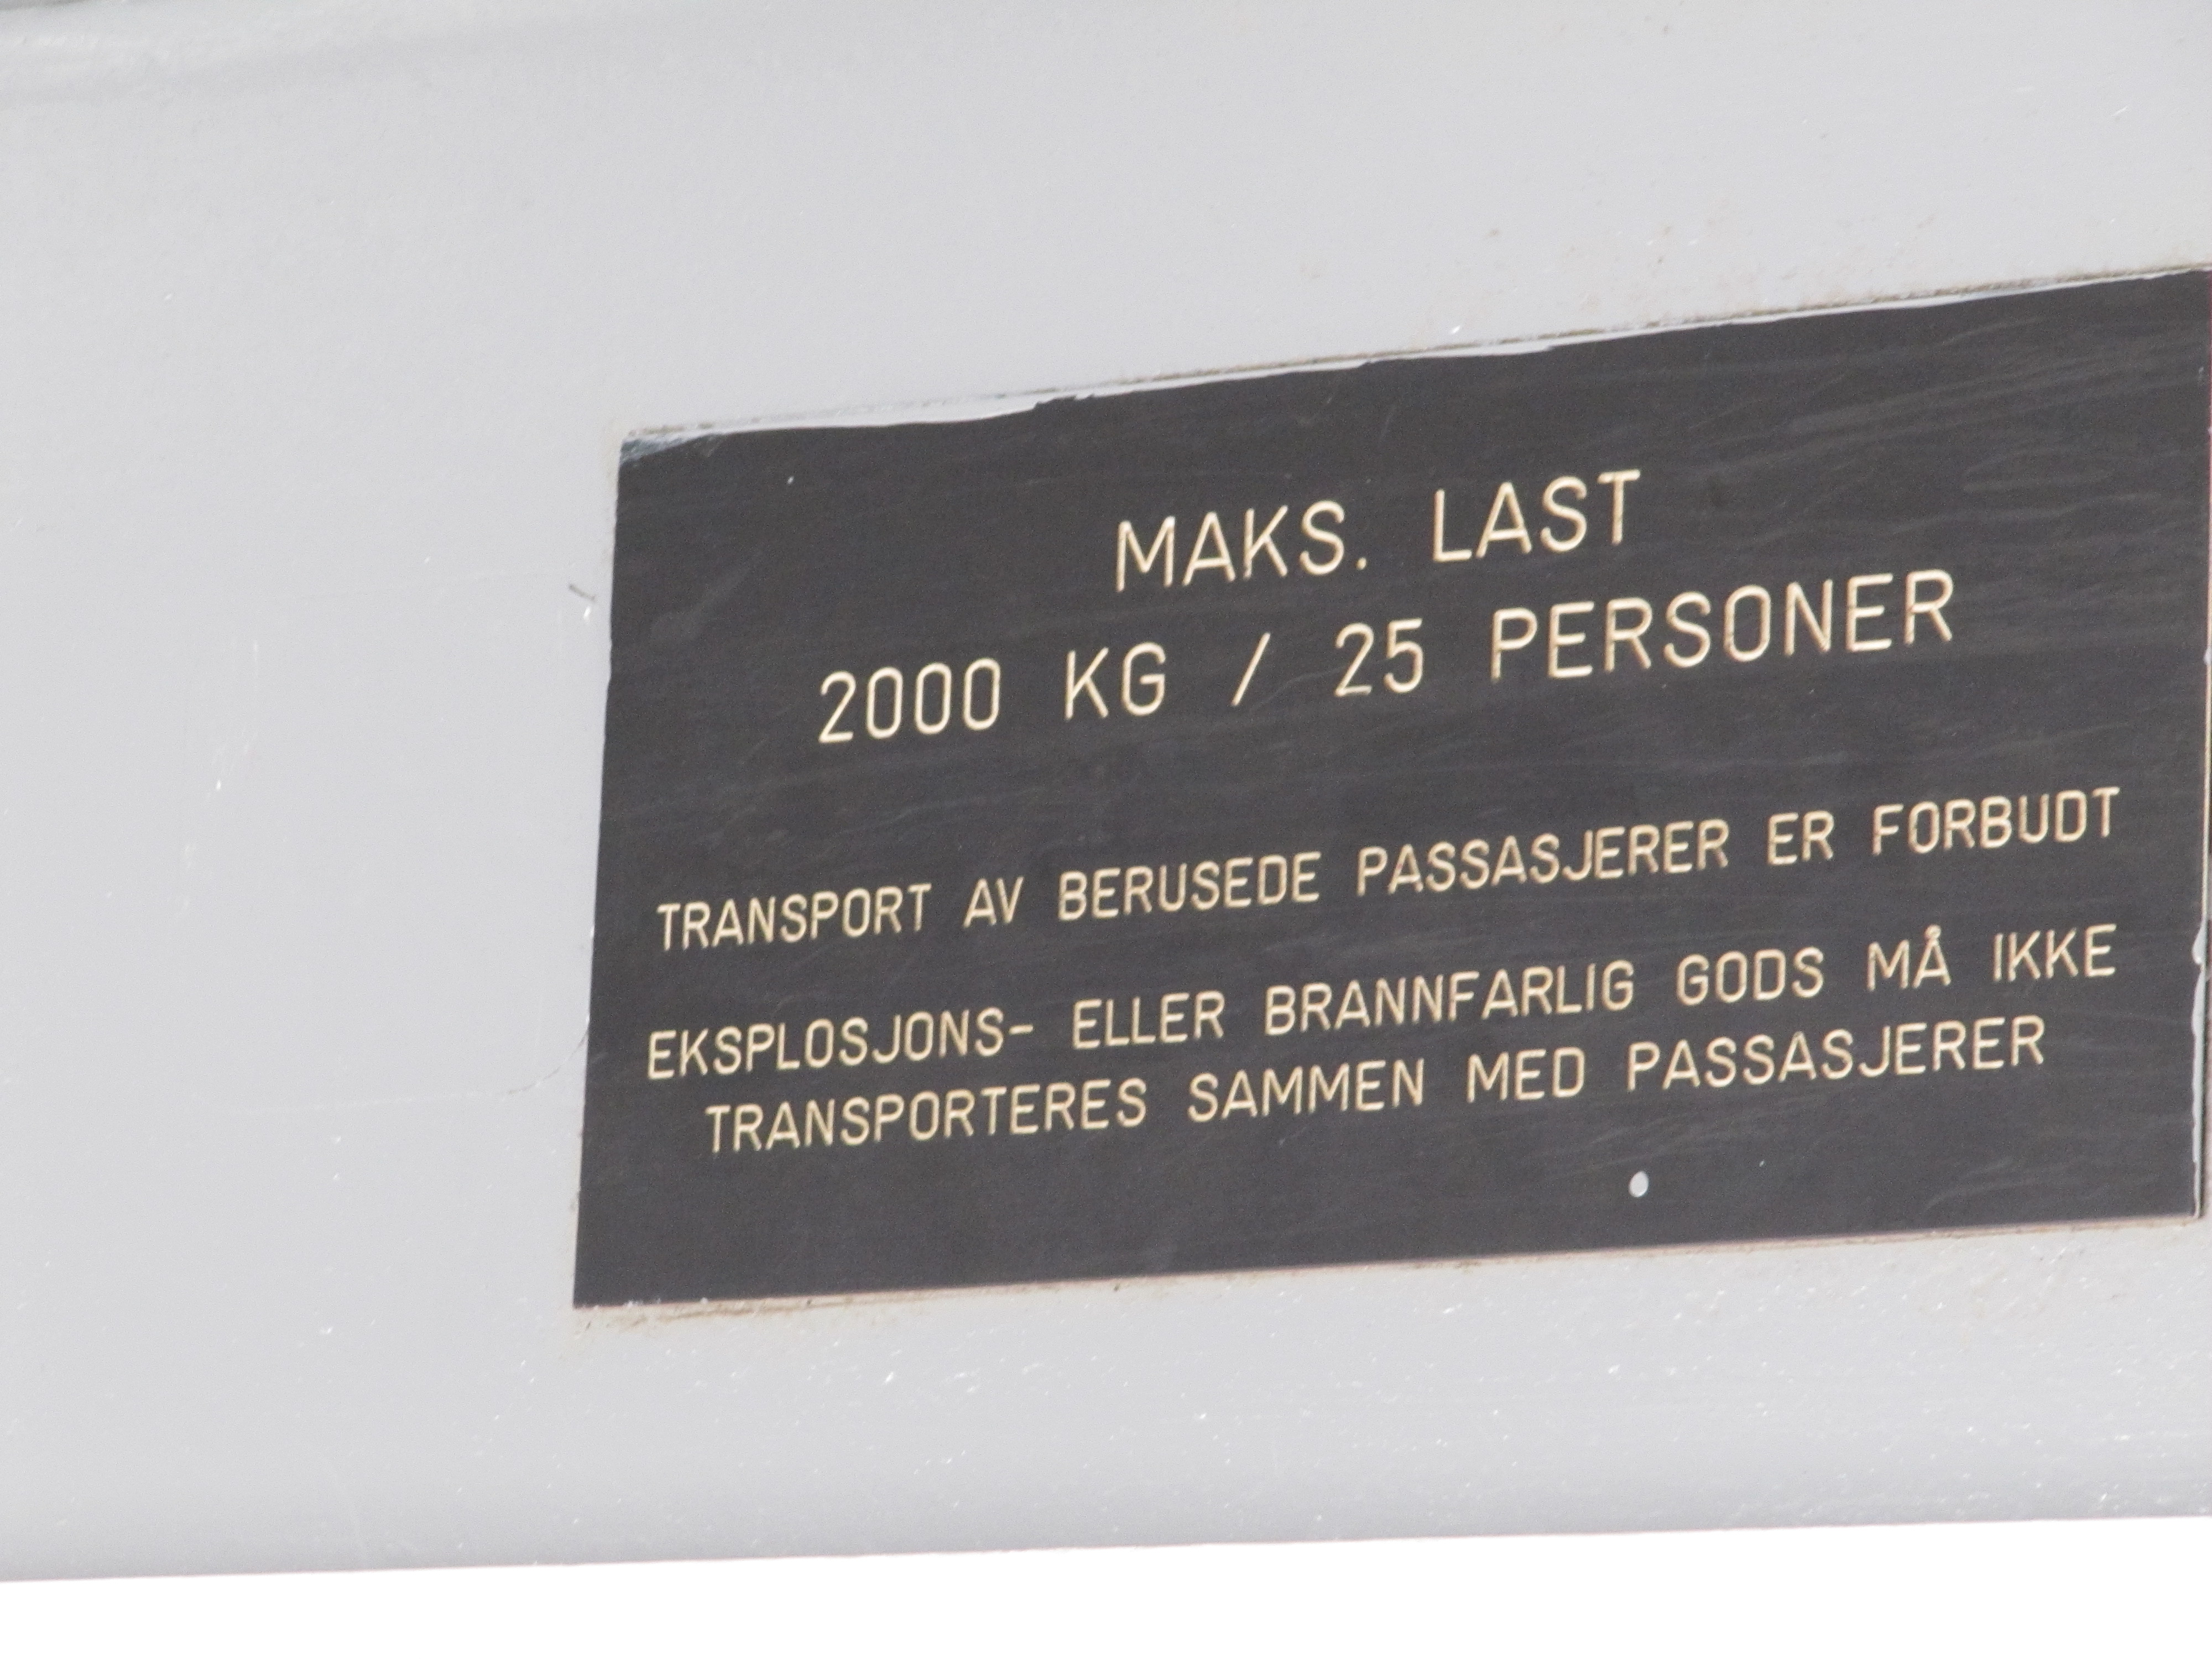 MAKS. LAST
2000 KG / 25 PERSONER
TRANSPORT AV BERUSEDE PASSASJERER ER FORBUDT
EKSPLOSJONS- ELLER BRANNFARLIG GODS MÅ IKKE
TRANSPORTERES SAMMEN MED PASSASJERER